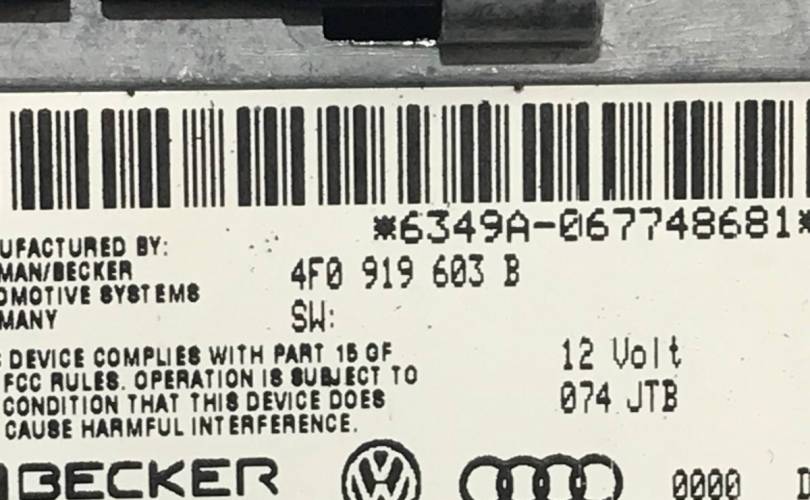 *6349A-067748681*
UFACTURED BY:
MAN/BECKER
OMOTIVE SYSTEMS
MANY
4F0 919 603 B
SW:
DEVICE COMPLIES WITH PART 15 OF
FCC RULES. OPERATION IS SUBJECT TO
CONDITION THAT THIS DEVICE DOES
CAUSE HARMFUL INTERFERENCE.
12 Volt
074 JTB
BECKER
VW
0000 D